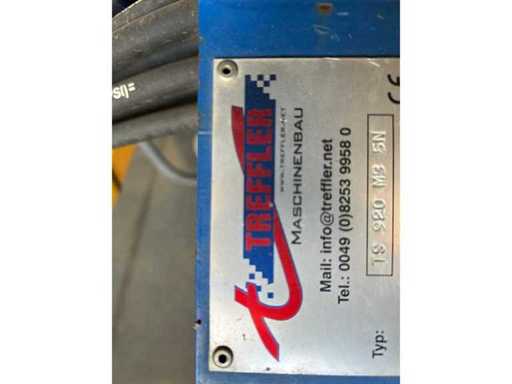 TREFFLER
www.treffler.net
MASCHINENBAU
Mail: info@treffler.net
Tel.: 0049 (0)8253 9958 0
Typ: TS 920 M3 5N
CE